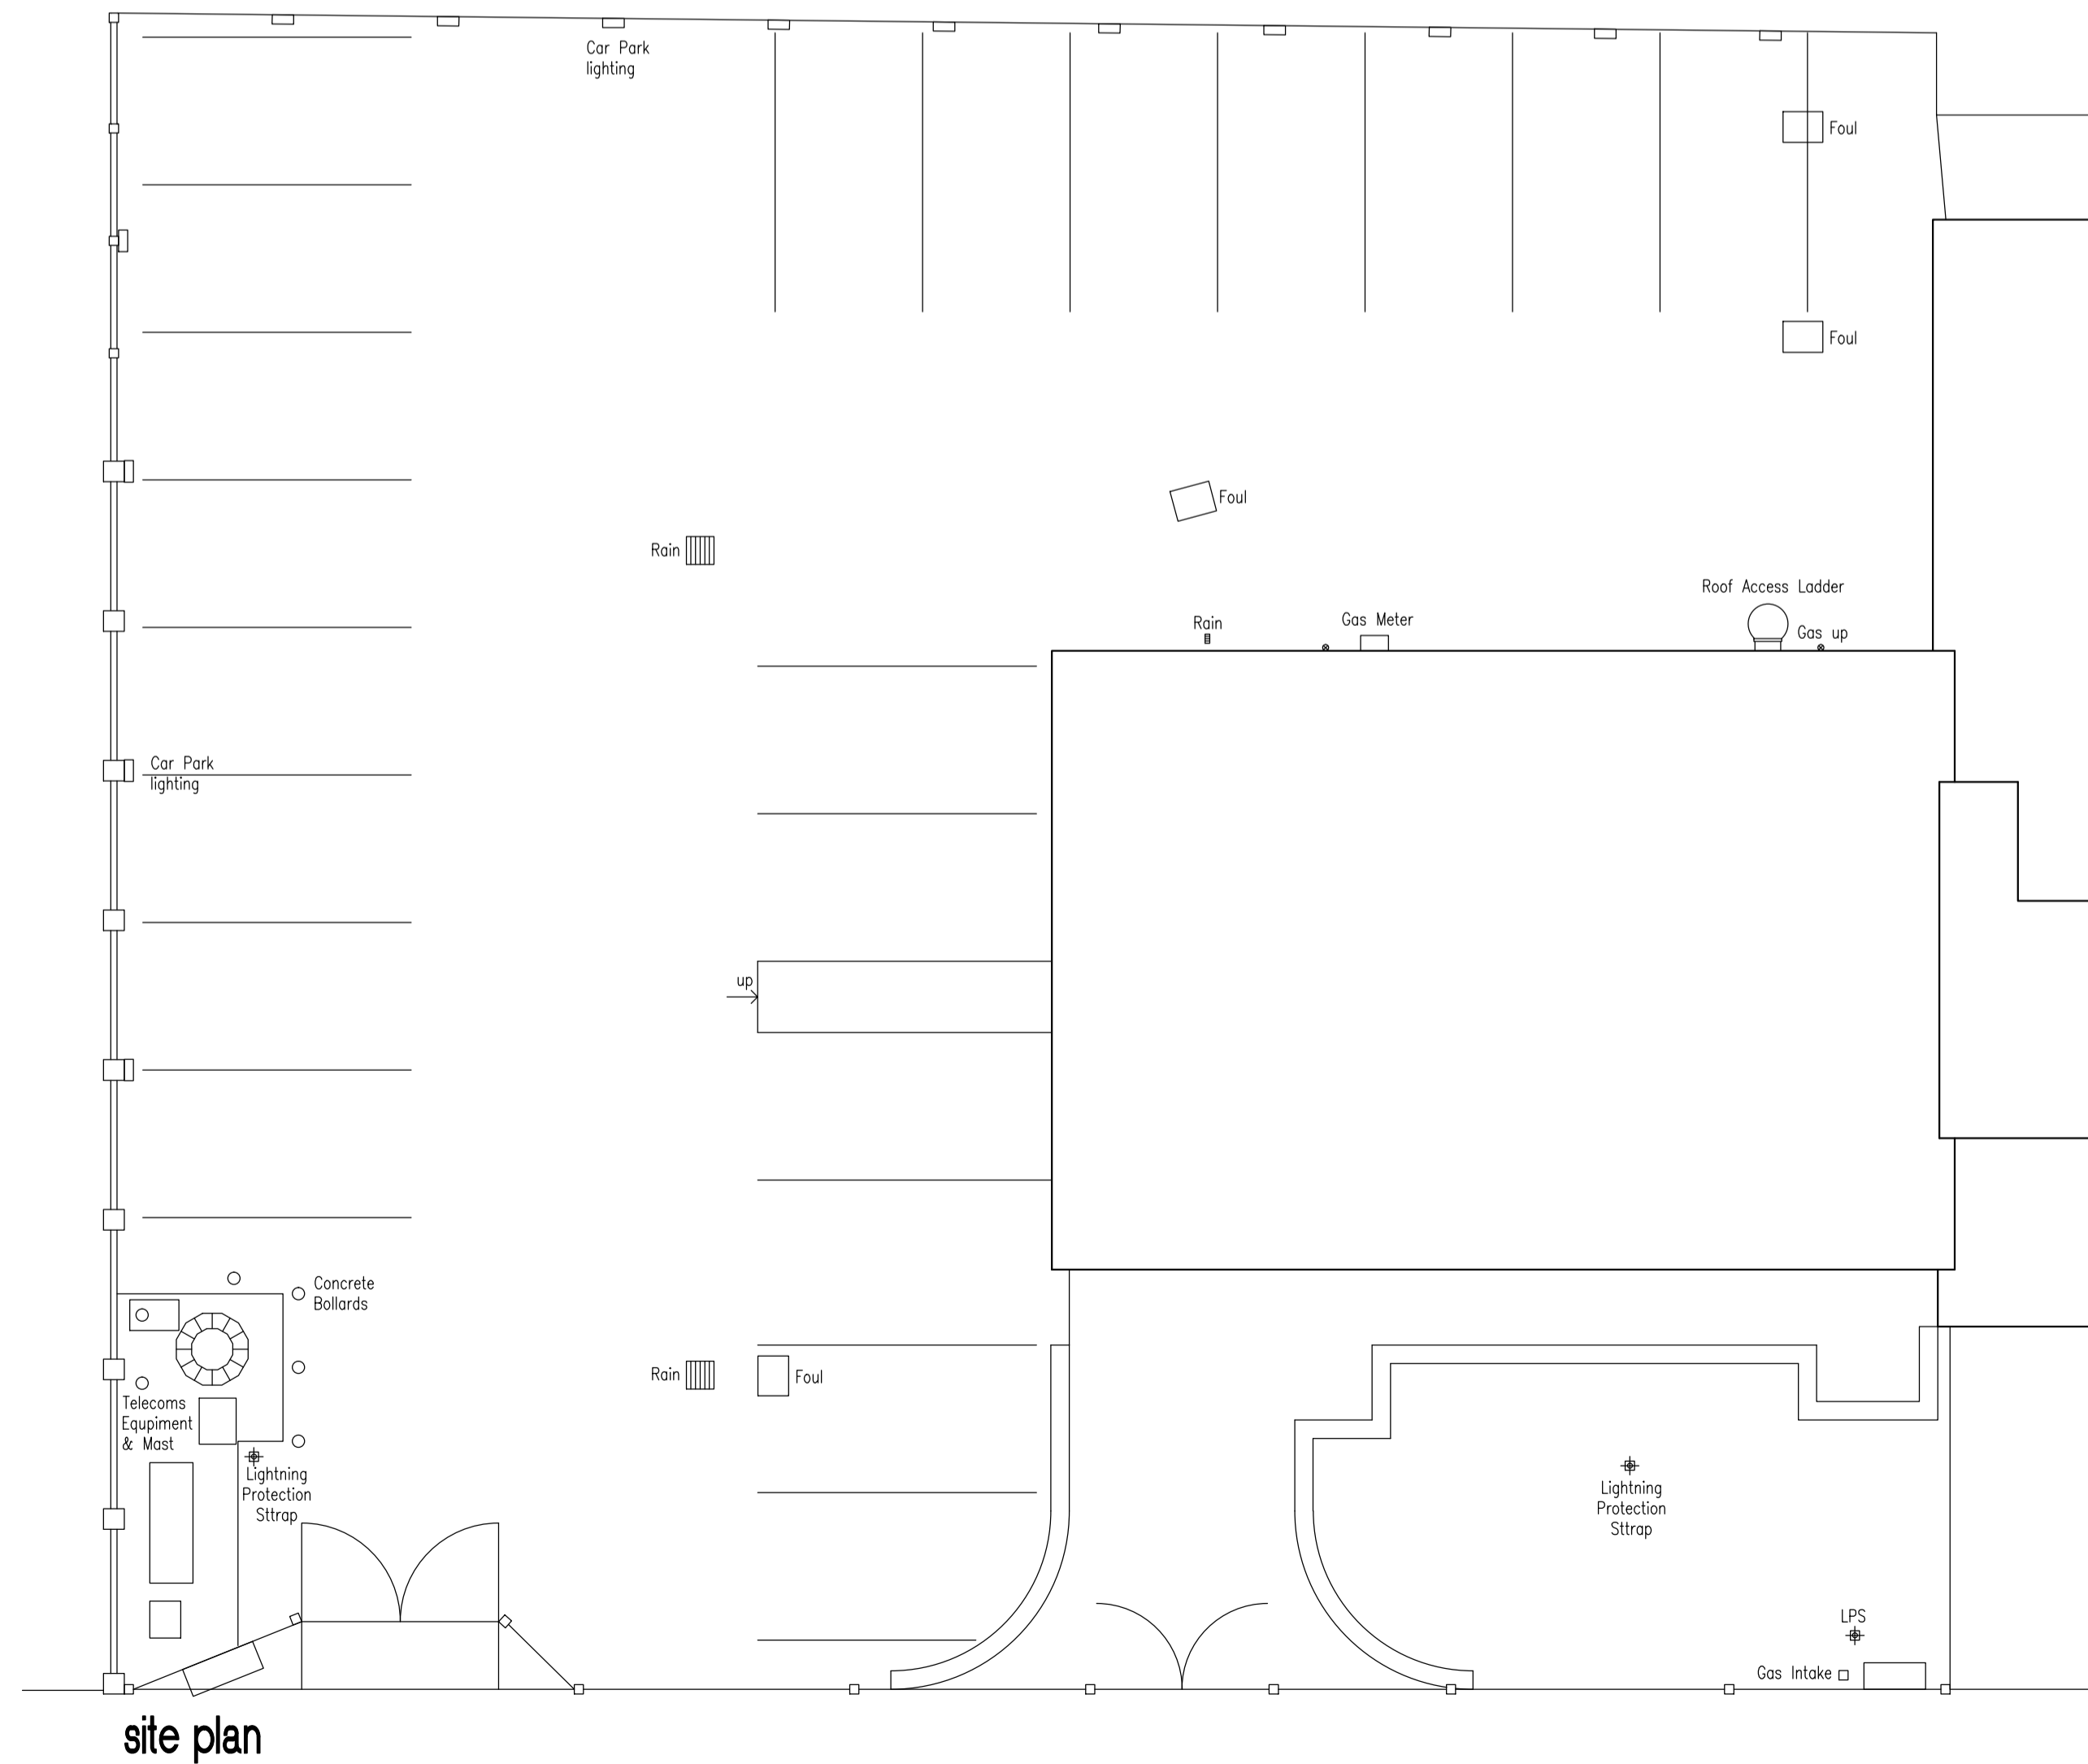 Car Park
lighting
Foul
Foul
Foul
Rain
Roof Access Ladder
Rain
Gas Meter
Gas up
Car Park
lighting
up
Concrete
Bollards
Rain
Foul
Telecoms
Equpiment
& Mast
Lightning
Protection
Sttrap
Lightning
Protection
Sttrap
LPS
Gas Intake
site plan